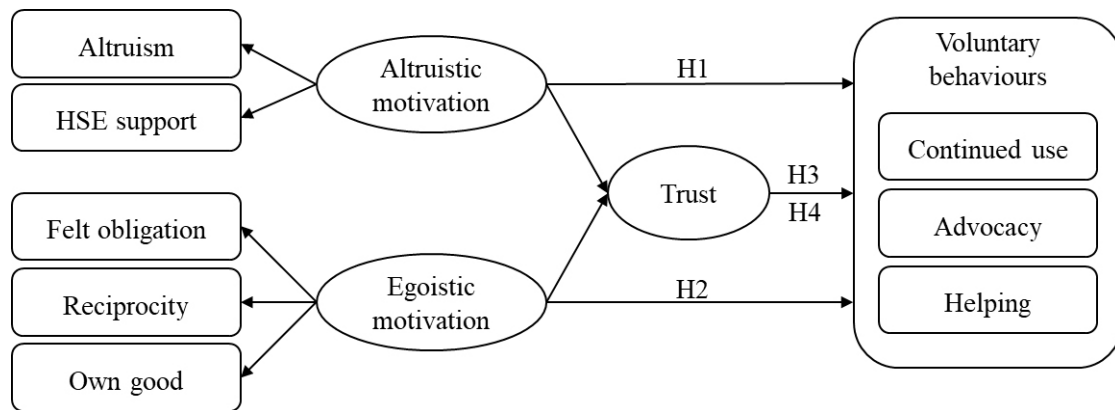 Altruism
HSE support
Felt obligation
Reciprocity
Own good
Altruistic
motivation
Egoistic
motivation
Trust
H1
H3
H4
H2
Voluntary
behaviours
Continued use
Advocacy
Helping